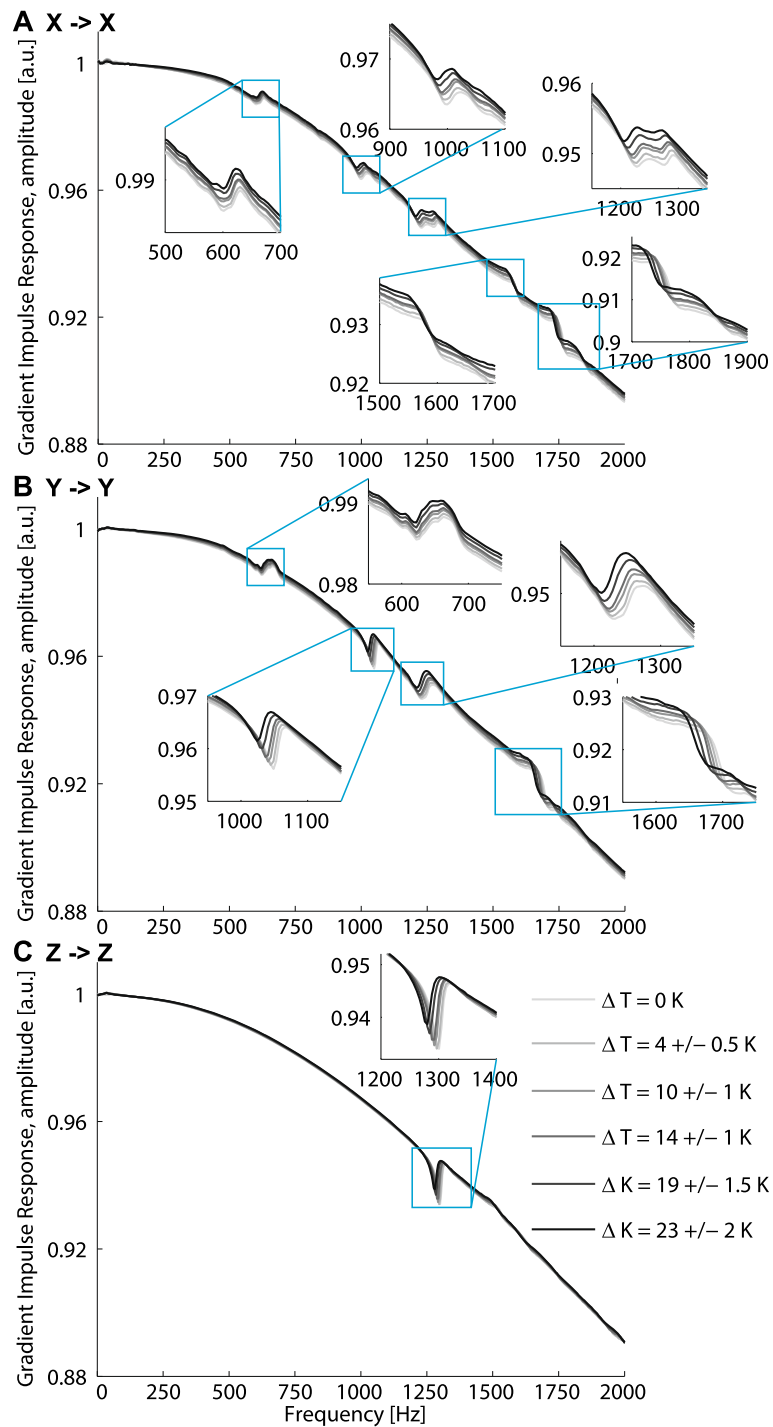 A X -> X
Gradient Impulse Response, amplitude [a.u.]
1
0.96
0.92
0.88
0 250 500 750 1000 1250 1500 1750 2000
0.99
500 600 700
0.97
0.96
900 1000 1100
0.96
0.95
1200 1300
0.93
0.92
1500 1600 1700
0.92
0.91
0.9
1700 1800 1900
B Y -> Y
Gradient Impulse Response, amplitude [a.u.]
1
0.96
0.92
0.88
0 250 500 750 1000 1250 1500 1750 2000
0.99
0.98
600 700
0.95
1200 1300
0.97
0.96
0.95
1000 1100
0.93
0.92
0.91
1600 1700
C Z -> Z
Gradient Impulse Response, amplitude [a.u.]
1
0.96
0.92
0.88
0 250 500 750 1000 1250 1500 1750 2000
Frequency [Hz]
0.95
0.94
1200 1300 1400
Δ T = 0 K
Δ T = 4 +/− 0.5 K
Δ T = 10 +/− 1 K
Δ T = 14 +/− 1 K
Δ K = 19 +/− 1.5 K
Δ K = 23 +/− 2 K